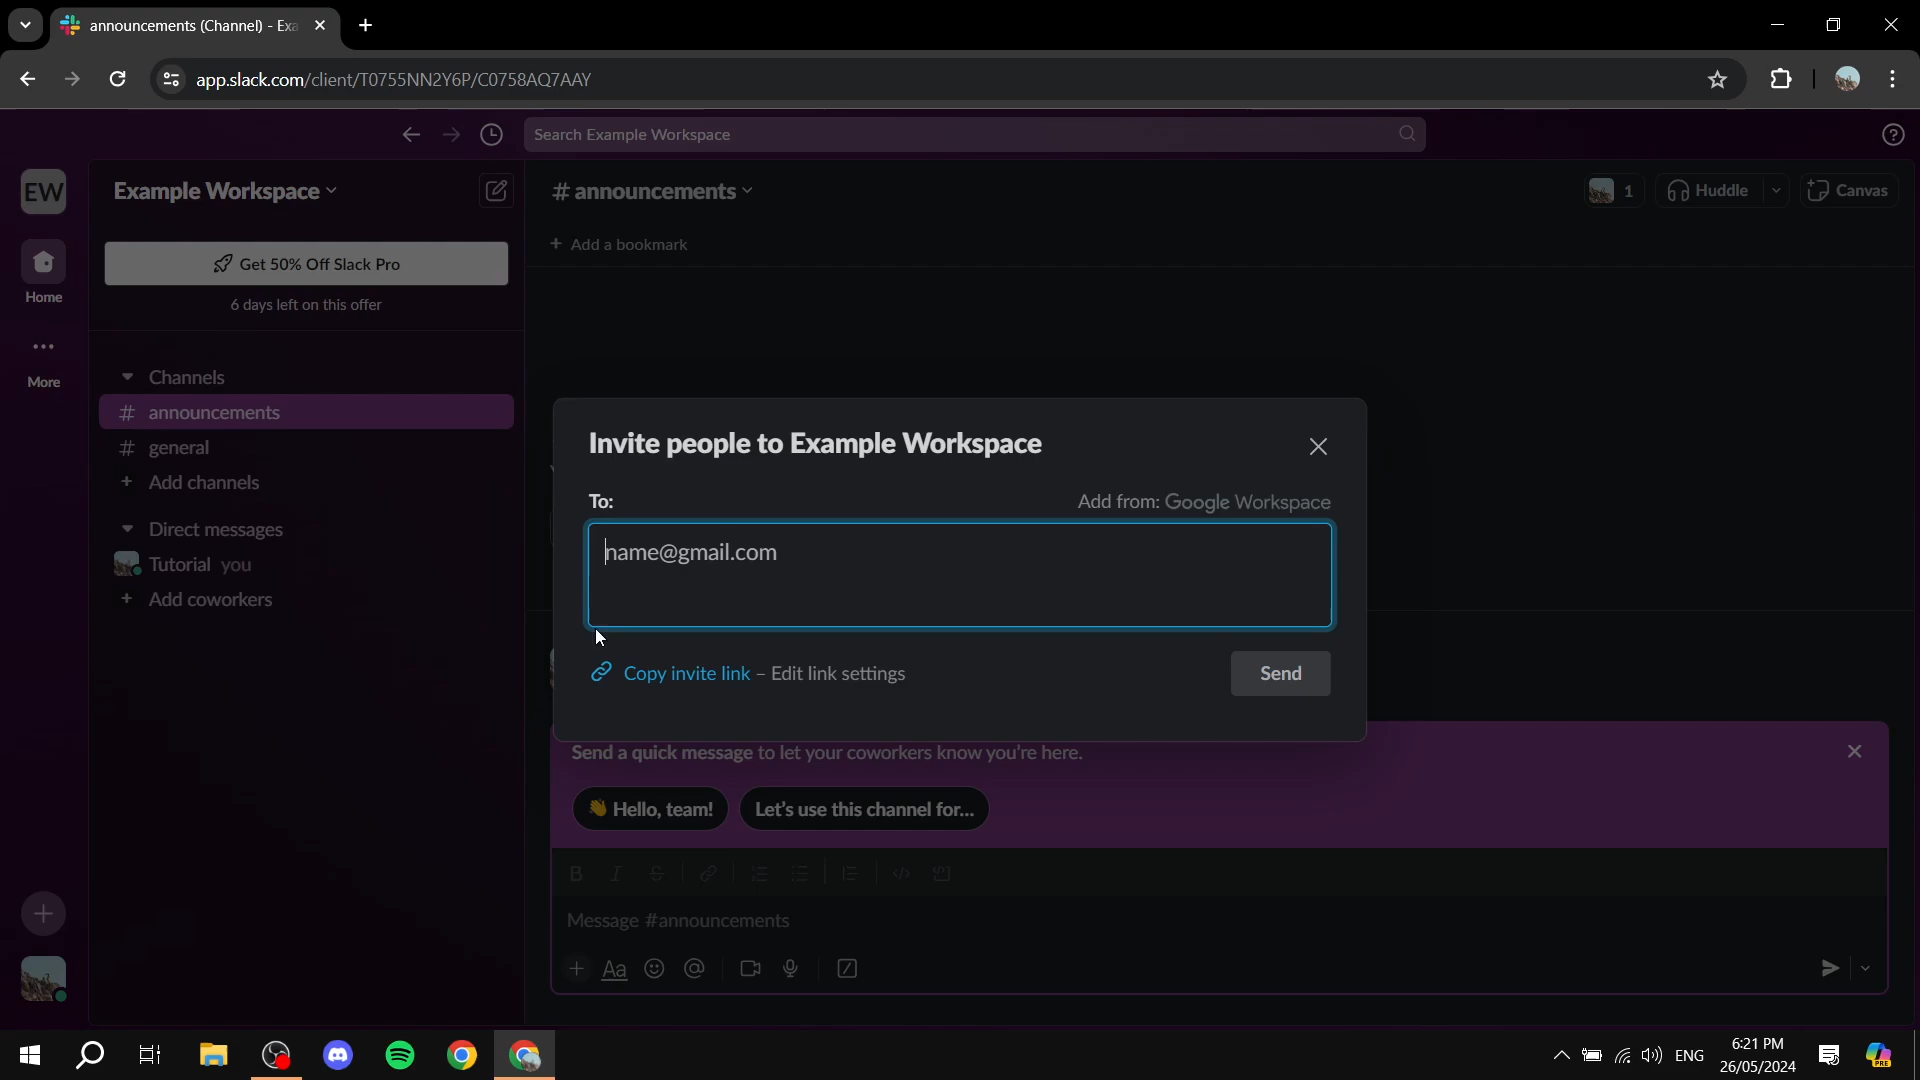 announcements (Channel) - Exa
app.slack.com/client/T0755NN2Y6P/C0758AQ7AAY
Search Example Workspace
EW
Example Workspace
# announcements
1
Huddle
Canvas
+ Add a bookmark
Get 50% Off Slack Pro
6 days left on this offer
Home
More
Channels
# announcements
# general
+ Add channels
Direct messages
Tutorial you
+ Add coworkers
Invite people to Example Workspace
To:
Add from: Google Workspace
name@gmail.com
Copy invite link – Edit link settings
Send
Send a quick message to let your coworkers know you're here.
👋 Hello, team!
Let's use this channel for...
B I S
Message #announcements
Aa
ENG
6:21 PM
26/05/2024
PRE